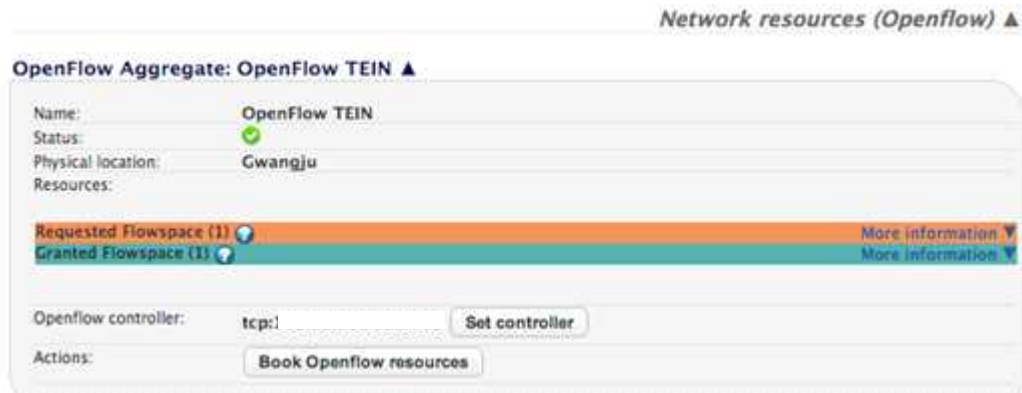 Network resources (Openflow) ▲
OpenFlow Aggregate: OpenFlow TEIN ▲
Name: OpenFlow TEIN
Status:
Physical location: Gwangju
Resources:
Requested Flowspace (1) ? More information ▼
Granted Flowspace (1) ? More information ▼
Openflow controller: tcp: Set controller
Actions: Book Openflow resources